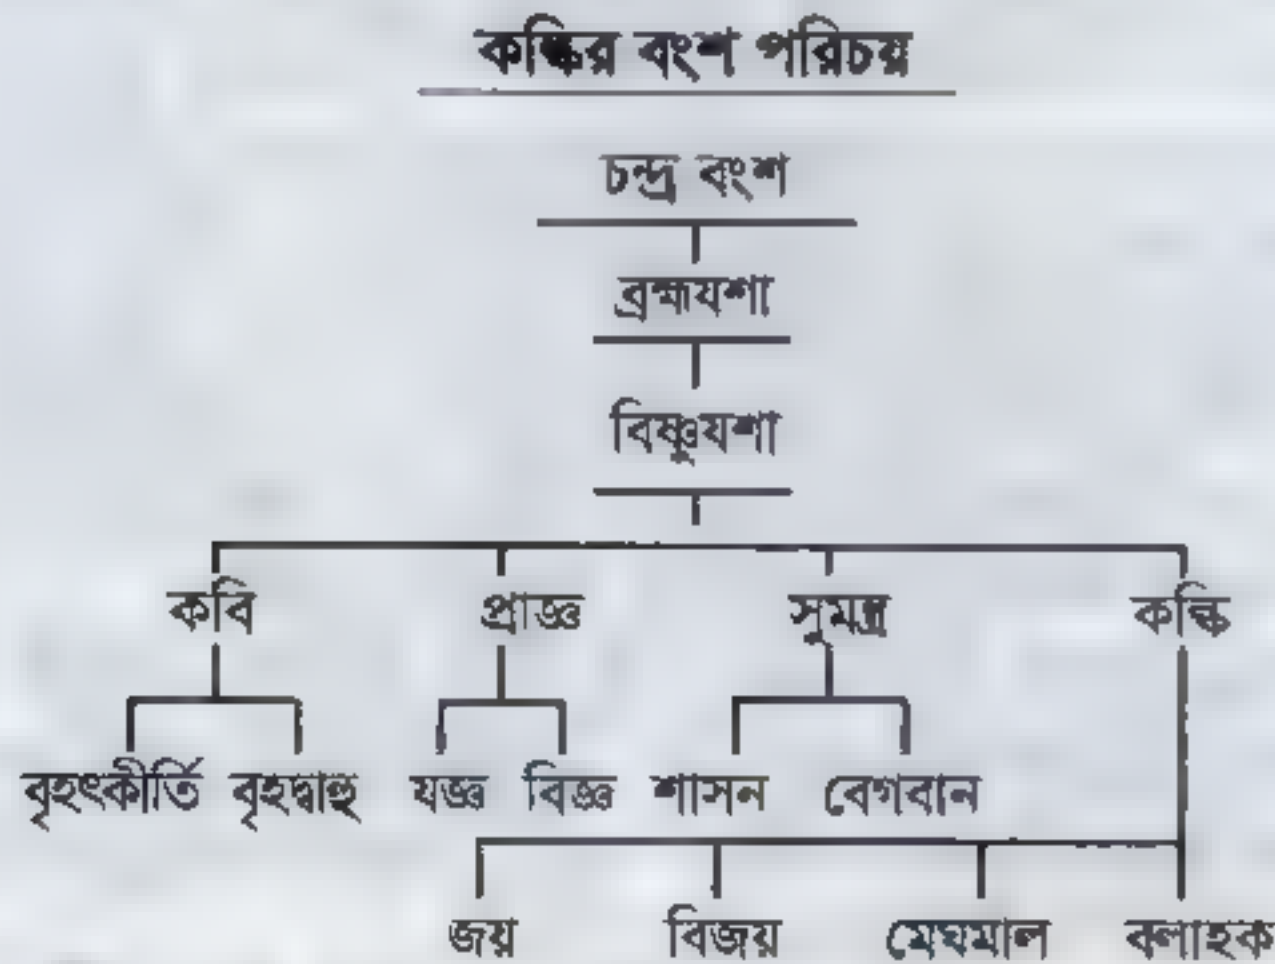 কল্কির বংশ পরিচয়
চন্দ্র বংশ
ব্রহ্মযশা
বিষ্ণুযশা
কবি প্রাজ্ঞ সুমন্ত্র কল্কি
বৃহৎকীর্তি বৃহদ্বাহু যজ্ঞ বিজ্ঞ শাসন বেগবান
জয় বিজয় মেঘমাল বলাহক